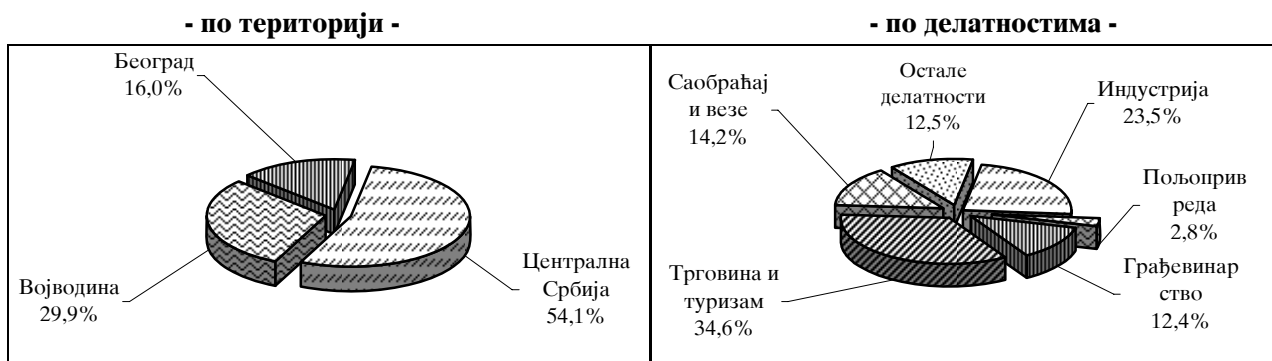 - по територији -
Београд
16,0%
Војводина
29,9%
Централна
Србија
54,1%
- по делатностима -
Саобраћај
и везе
14,2%
Остале
делатности
12,5%
Индустрија
23,5%
Пољоприв
реда
2,8%
Грађевинар
ство
12,4%
Трговина и
туризам
34,6%